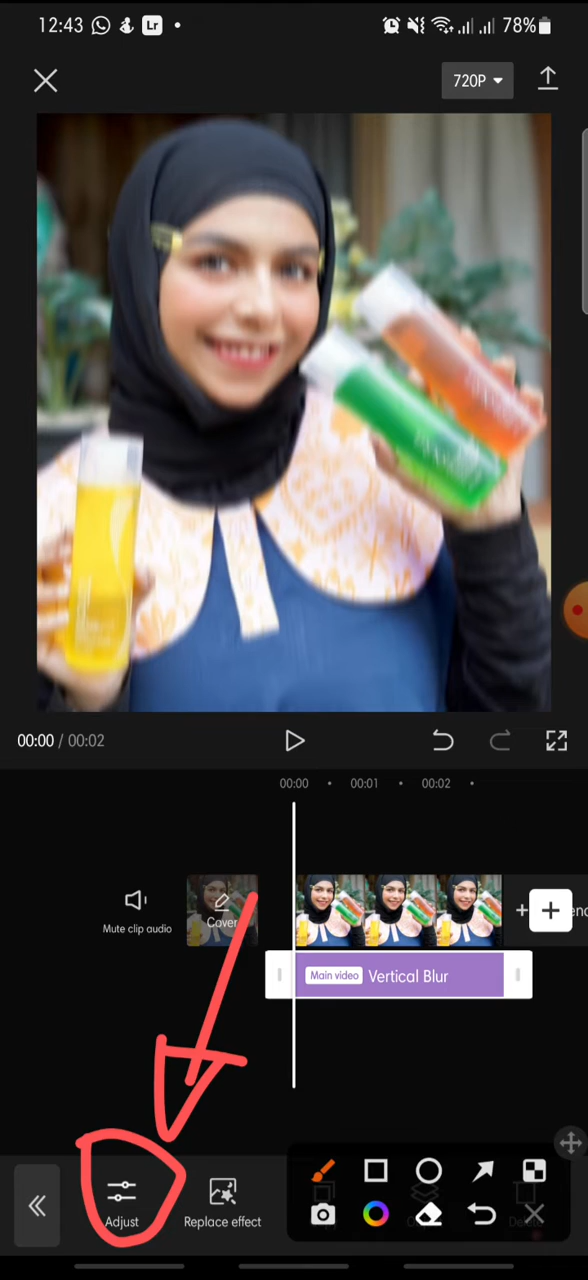 12:43
Lr
78%
720P
00:00 / 00:02
00:00
00:01
00:02
Mute clip audio
Cover
Main video
Vertical Blur
Adjust
Replace effect